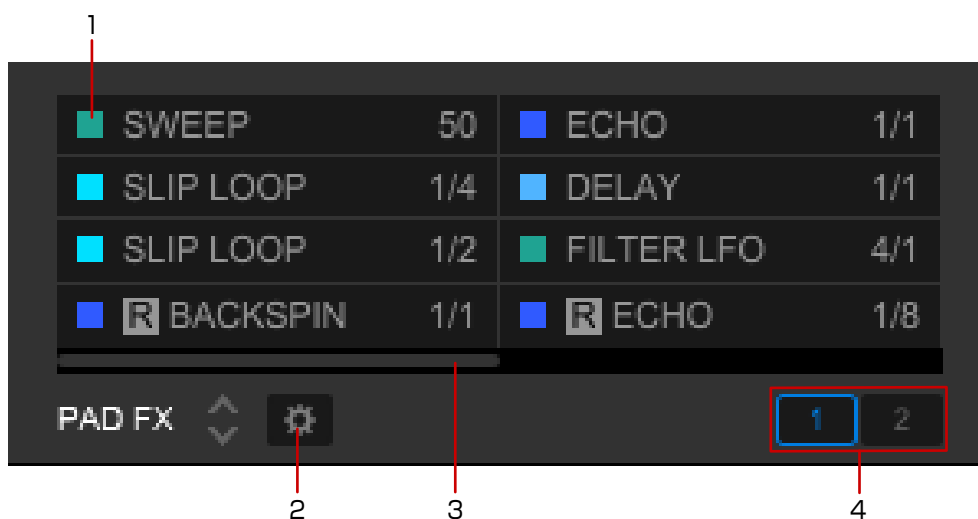 1
SWEEP 50 ECHO 1/1
SLIP LOOP 1/4 DELAY 1/1
SLIP LOOP 1/2 FILTER LFO 4/1
R BACKSPIN 1/1 R ECHO 1/8
PAD FX 1 2
2 3 4